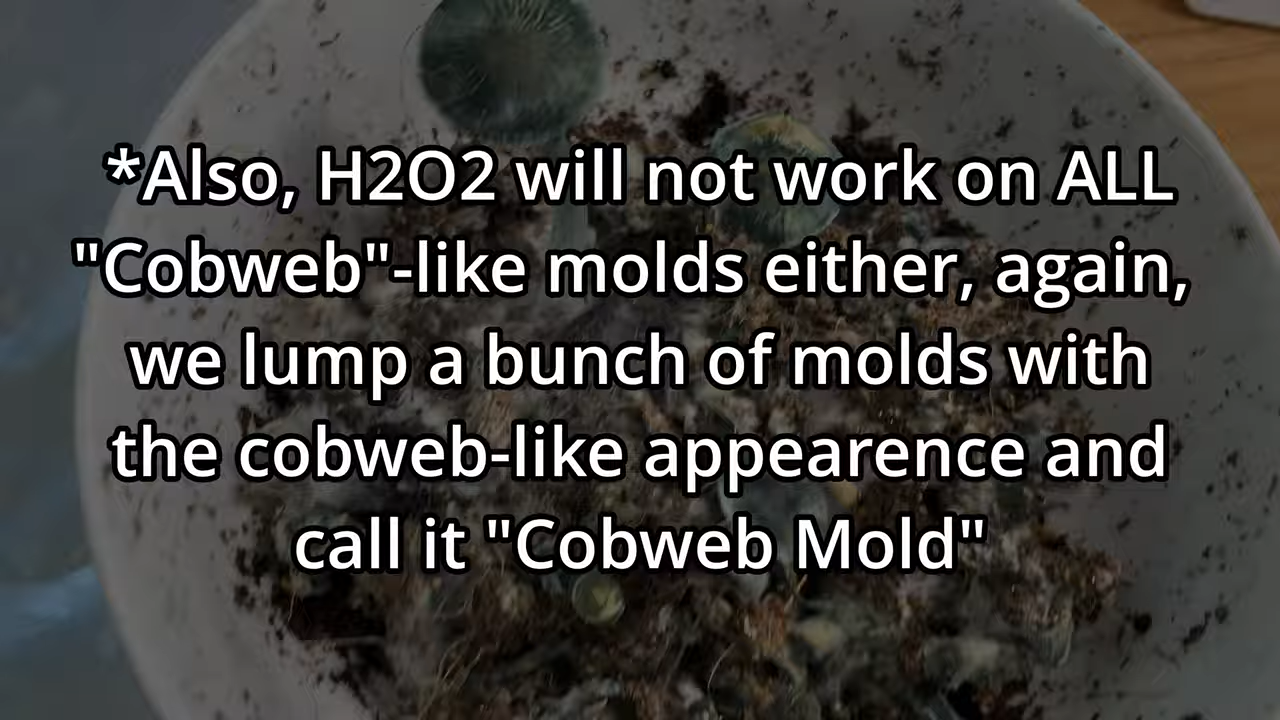 *Also, H2O2 will not work on ALL
"Cobweb"-like molds either, again,
we lump a bunch of molds with
the cobweb-like appearence and
call it "Cobweb Mold"